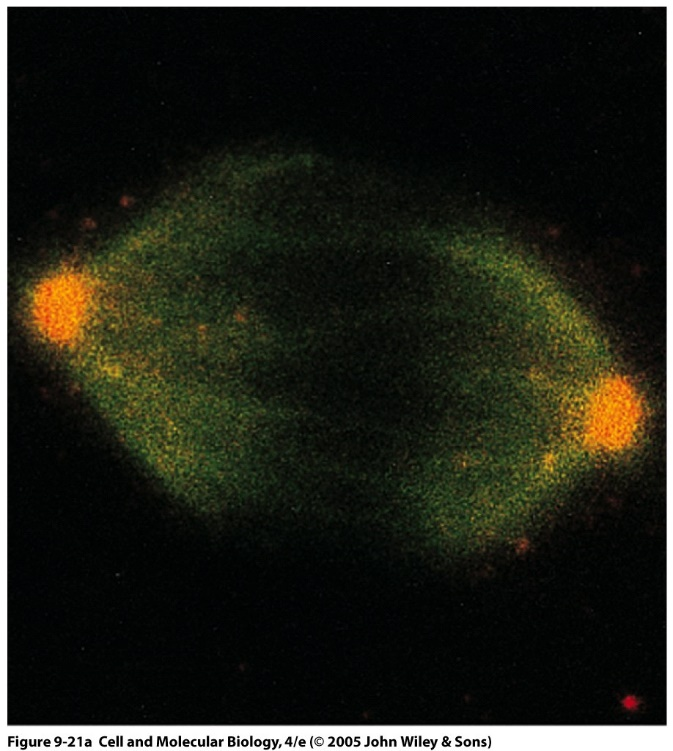 Figure 9-21a Cell and Molecular Biology, 4/e (© 2005 John Wiley & Sons)